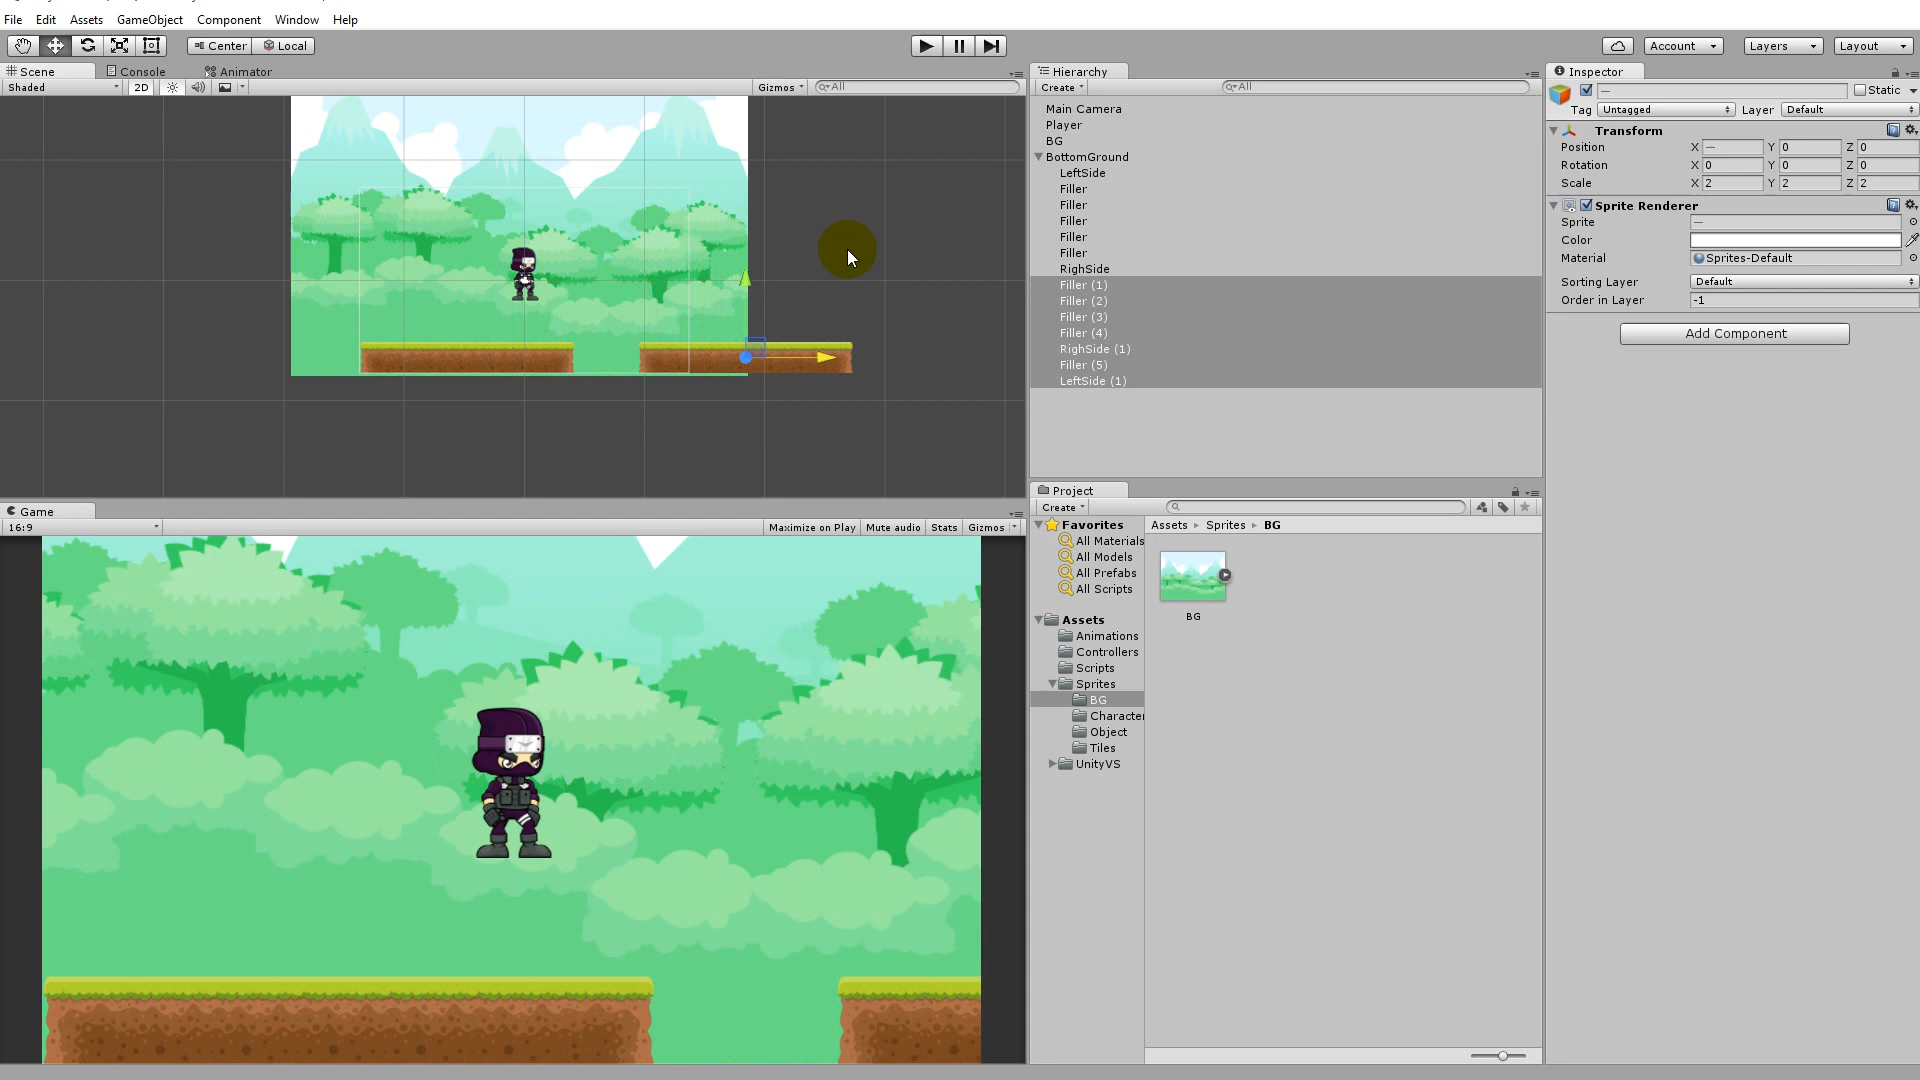 File Edit Assets GameObject Component Window Help
Center Local
Account Layers Layout
Scene Console Animator
Shaded 2D Gizmos All
Hierarchy
Create All
Main Camera
Player
BG
BottomGround
LeftSide
Filler
Filler
Filler
Filler
Filler
RighSide
Filler (1)
Filler (2)
Filler (3)
Filler (4)
RighSide (1)
Filler (5)
LeftSide (1)
Inspector
— Static
Tag Untagged Layer Default
Transform
Position X — Y 0 Z 0
Rotation X 0 Y 0 Z 0
Scale X 2 Y 2 Z 2
Sprite Renderer
Sprite —
Color
Material Sprites-Default
Sorting Layer Default
Order in Layer -1
Add Component
Game
16:9 Maximize on Play Mute audio Stats Gizmos
Project
Create
Favorites
All Materials
All Models
All Prefabs
All Scripts
Assets
Animations
Controllers
Scripts
Sprites
BG
Character
Object
Tiles
UnityVS
Assets Sprites BG
BG